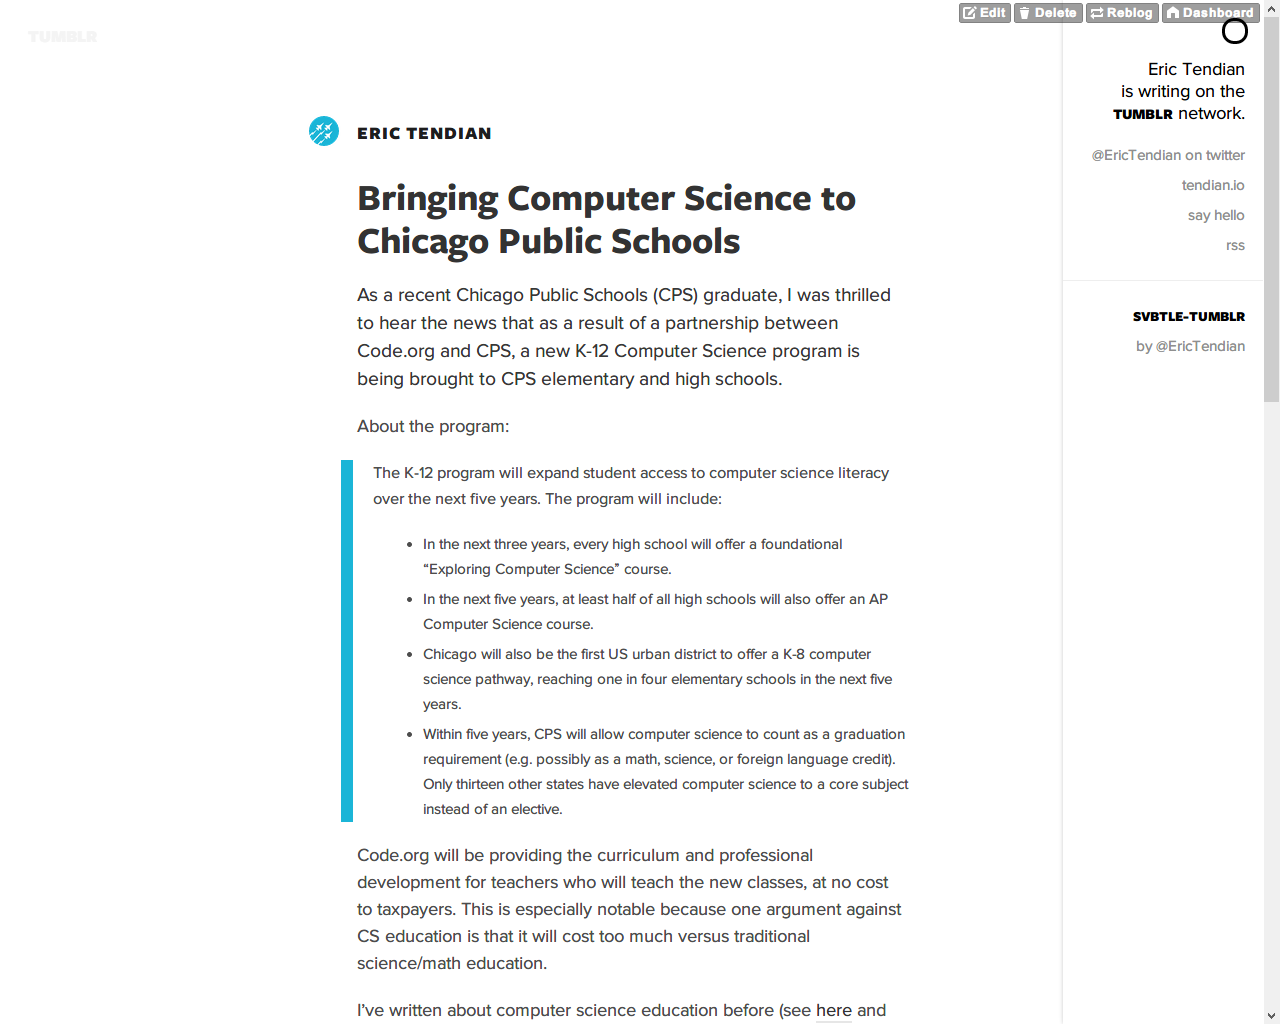 Edit Delete Reblog Dashboard
TUMBLR
Eric Tendian
is writing on the
TUMBLR network.
@EricTendian on twitter
tendian.io
say hello
rss
SVBTLE-TUMBLR
by @EricTendian
ERIC TENDIAN
Bringing Computer Science to
Chicago Public Schools
As a recent Chicago Public Schools (CPS) graduate, I was thrilled
to hear the news that as a result of a partnership between
Code.org and CPS, a new K-12 Computer Science program is
being brought to CPS elementary and high schools.
About the program:
The K-12 program will expand student access to computer science literacy
over the next five years. The program will include:
• In the next three years, every high school will offer a foundational
“Exploring Computer Science” course.
• In the next five years, at least half of all high schools will also offer an AP
Computer Science course.
• Chicago will also be the first US urban district to offer a K-8 computer
science pathway, reaching one in four elementary schools in the next five
years.
• Within five years, CPS will allow computer science to count as a graduation
requirement (e.g. possibly as a math, science, or foreign language credit).
Only thirteen other states have elevated computer science to a core subject
instead of an elective.
Code.org will be providing the curriculum and professional
development for teachers who will teach the new classes, at no cost
to taxpayers. This is especially notable because one argument against
CS education is that it will cost too much versus traditional
science/math education.
I’ve written about computer science education before (see here and